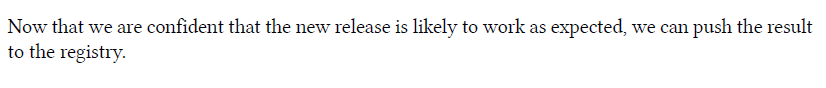 Now that we are confident that the new release is likely to work as expected, we can push the result
to the registry.